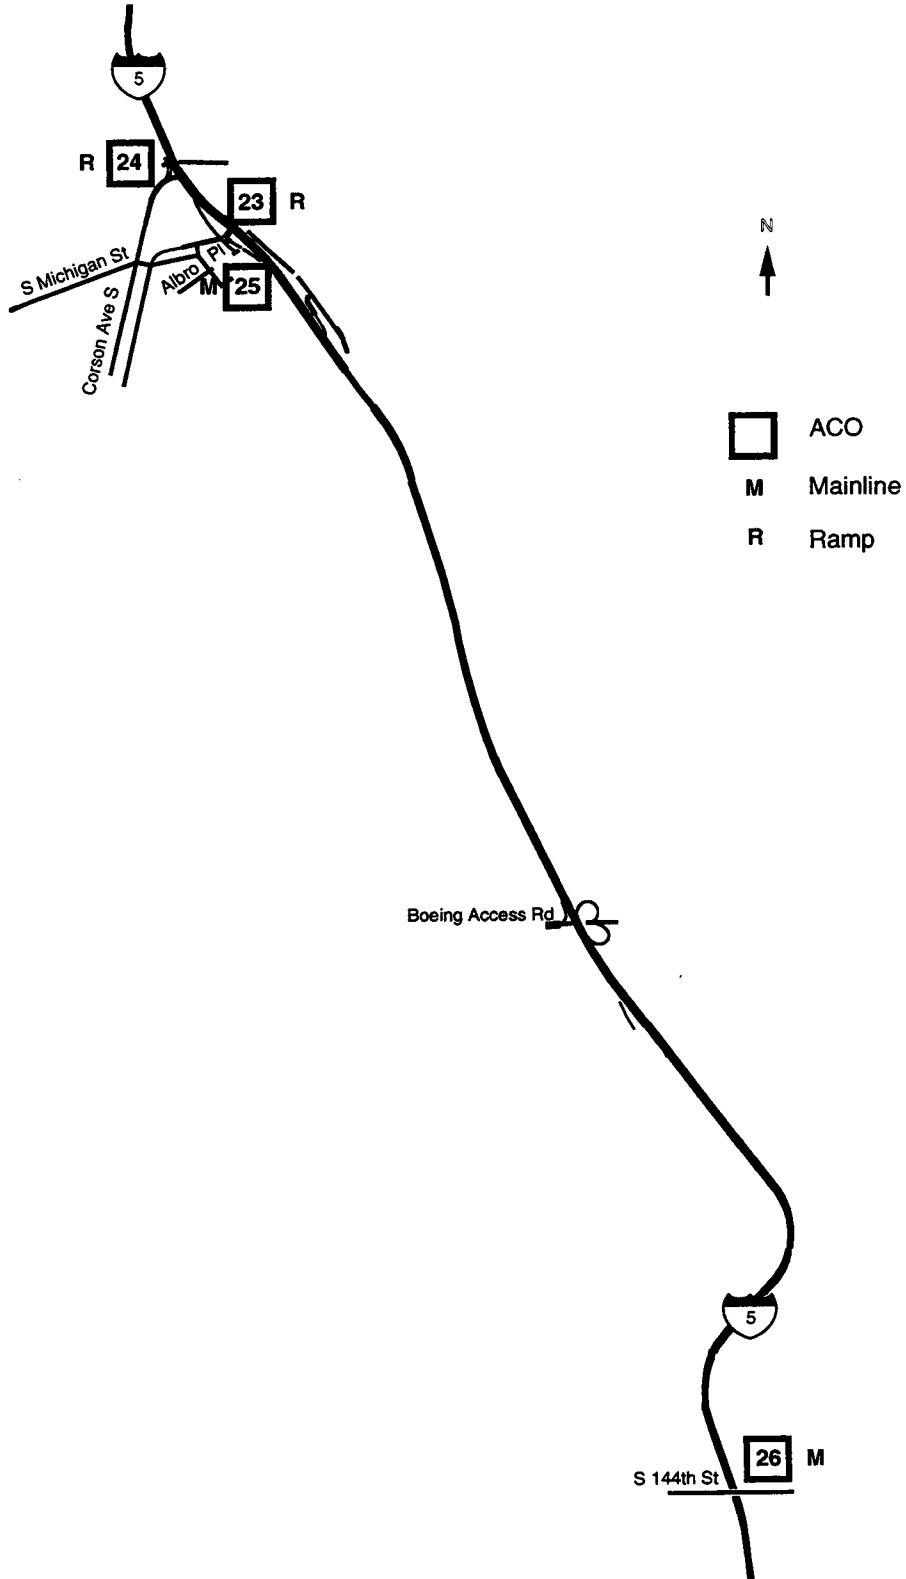 5
R 24
23 R
S Michigan St
Albro Pl
M 25
Corson Ave S
N
ACO
M Mainline
R Ramp
Boeing Access Rd
5
26 M
S 144th St